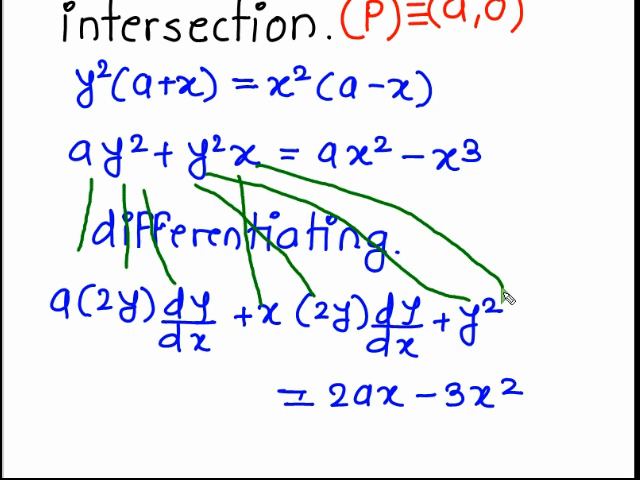 intersection. (P)≡(a,0)
y²(a+x) = x²(a-x)
ay² + y²x = ax² - x³
differentiating.
a(2y) dy/dx + x (2y) dy/dx + y²
= 2ax - 3x²